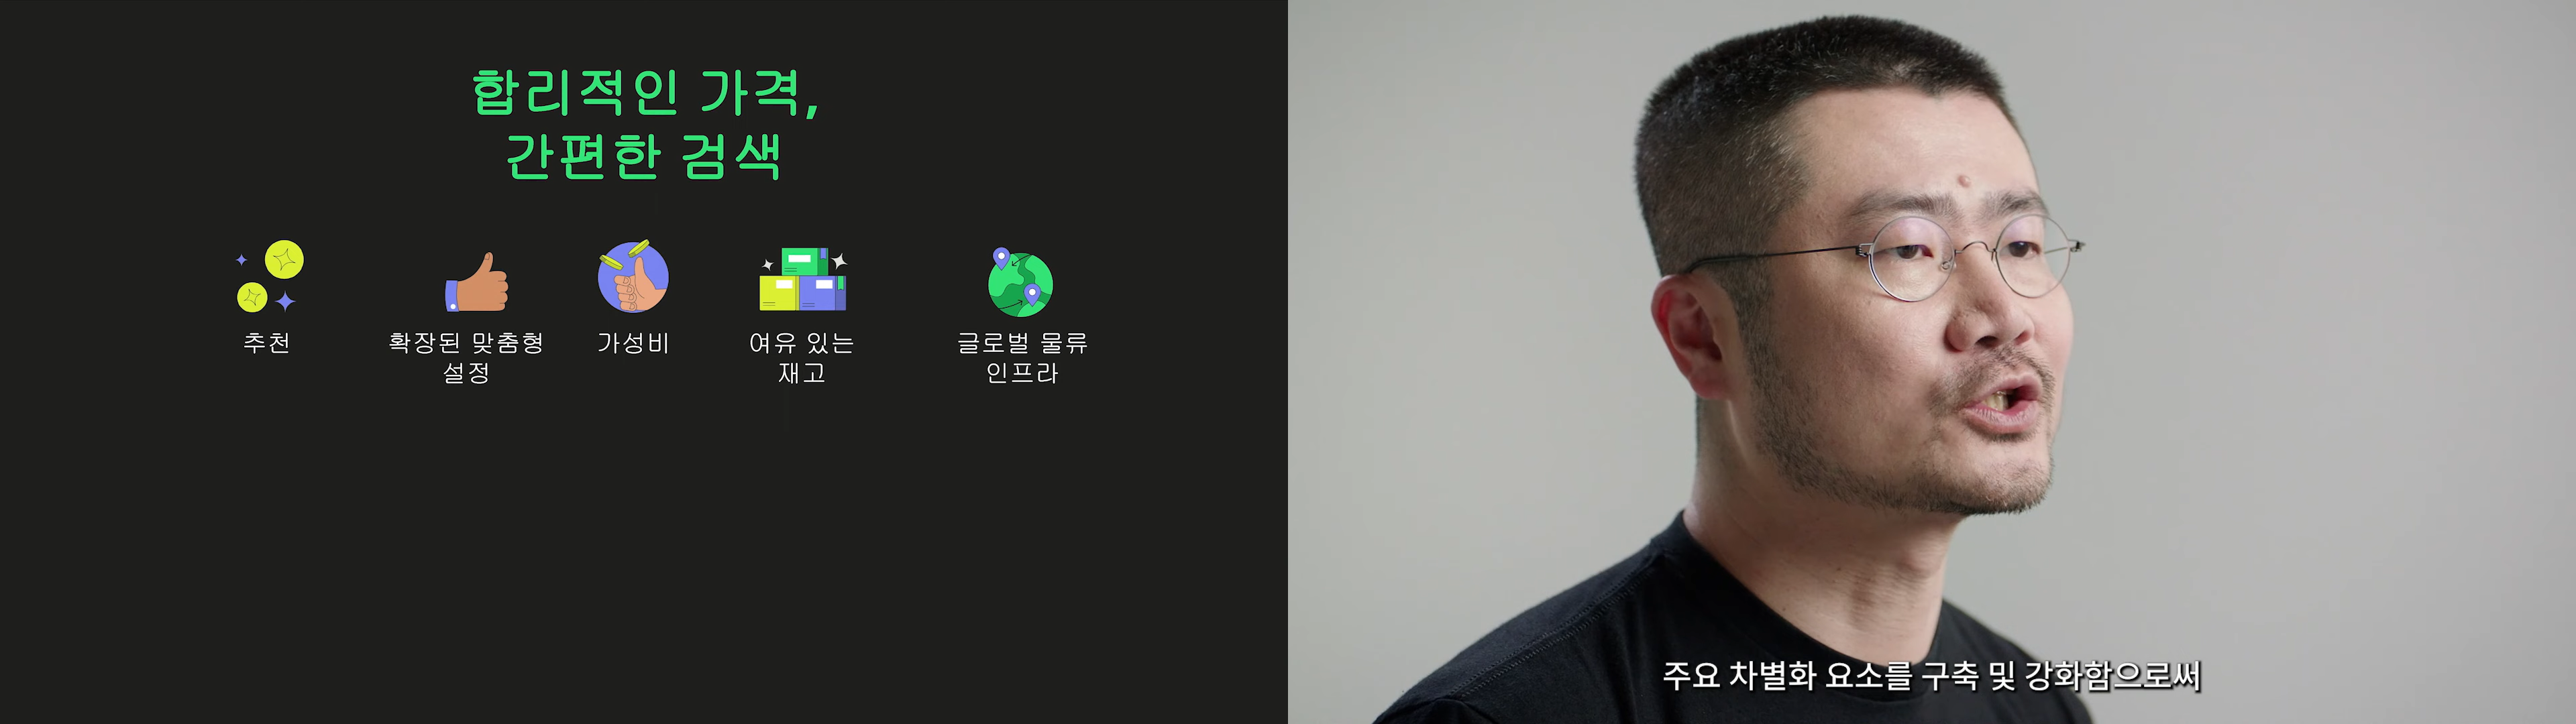 합리적인 가격,
간편한 검색
추천
확장된 맞춤형
설정
가성비
여유 있는
재고
글로벌 물류
인프라
주요 차별화 요소를 구축 및 강화함으로써